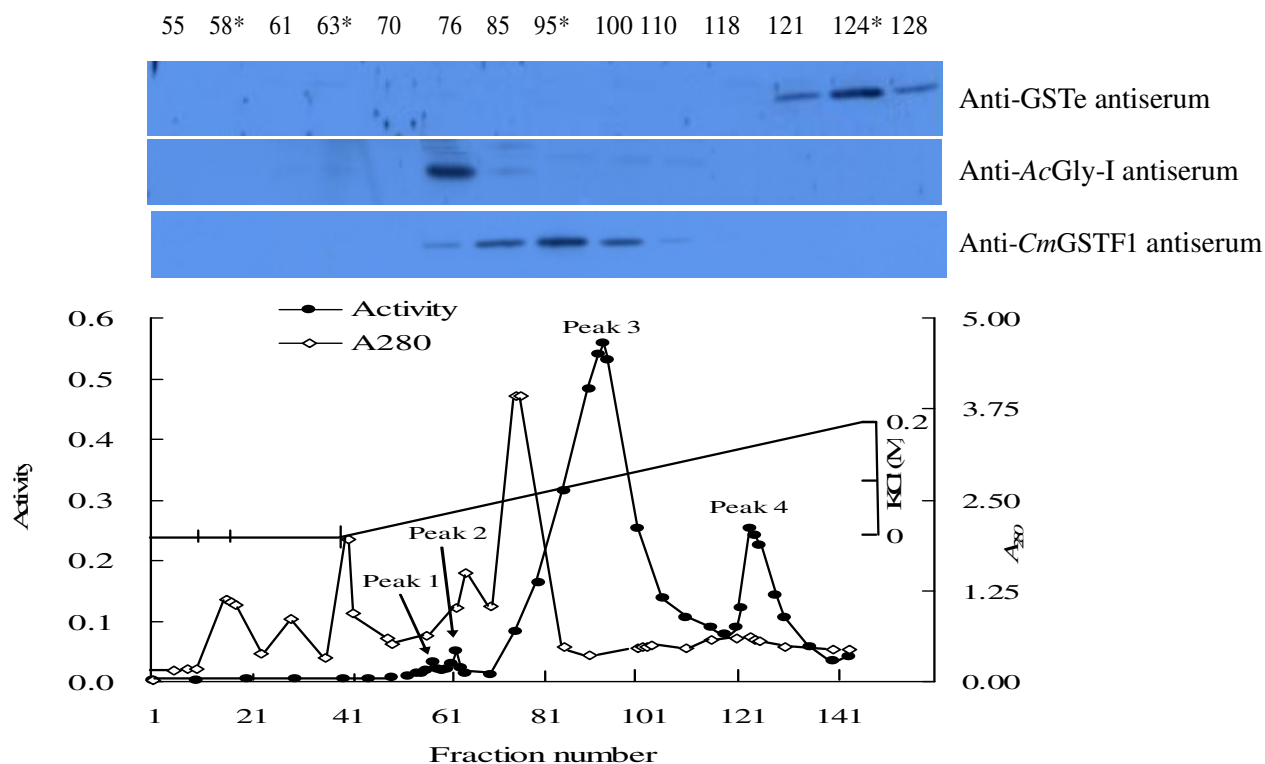 55 58* 61 63* 70 76 85 95* 100 110 118 121 124* 128
Anti-GSTe antiserum
Anti-AcGly-I antiserum
Anti-CmGSTF1 antiserum
Activity
A280
0.6
0.5
0.4
0.3
0.2
0.1
0.0
Activity
Peak 1
Peak 2
Peak 3
Peak 4
0.2
0
KCl (M)
5.00
3.75
2.50
1.25
0.00
A280
1 21 41 61 81 101 121 141
Fraction number